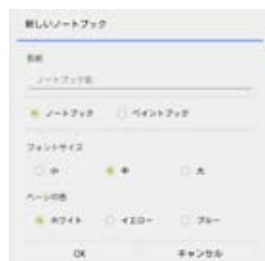 新しいノートブック
名前
ノートブック名
ノートブック ペイントブック
フォントサイズ
小 中 大
ページの色
ホワイト イエロー ブルー
OK キャンセル